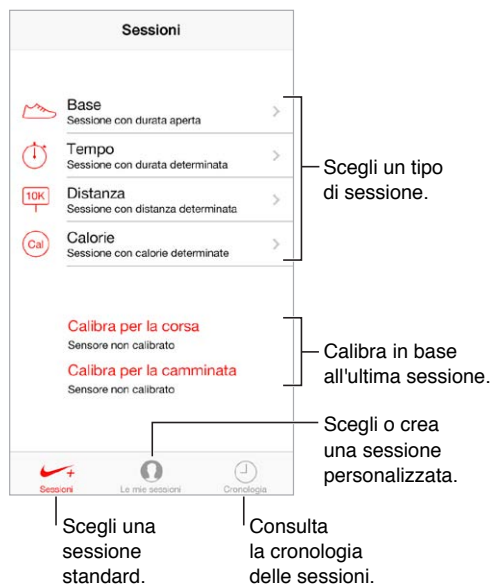 Sessioni
Base
Sessione con durata aperta
Tempo
Sessione con durata determinata
10K
Distanza
Sessione con distanza determinata
Cal
Calorie
Sessione con calorie determinate
Scegli un tipo
di sessione.
Calibra per la corsa
Sensore non calibrato
Calibra per la camminata
Sensore non calibrato
Calibra in base
all'ultima sessione.
Scegli o crea
una sessione
personalizzata.
Sessioni
Le mie sessioni
Cronologia
Scegli una
sessione
standard.
Consulta
la cronologia
delle sessioni.